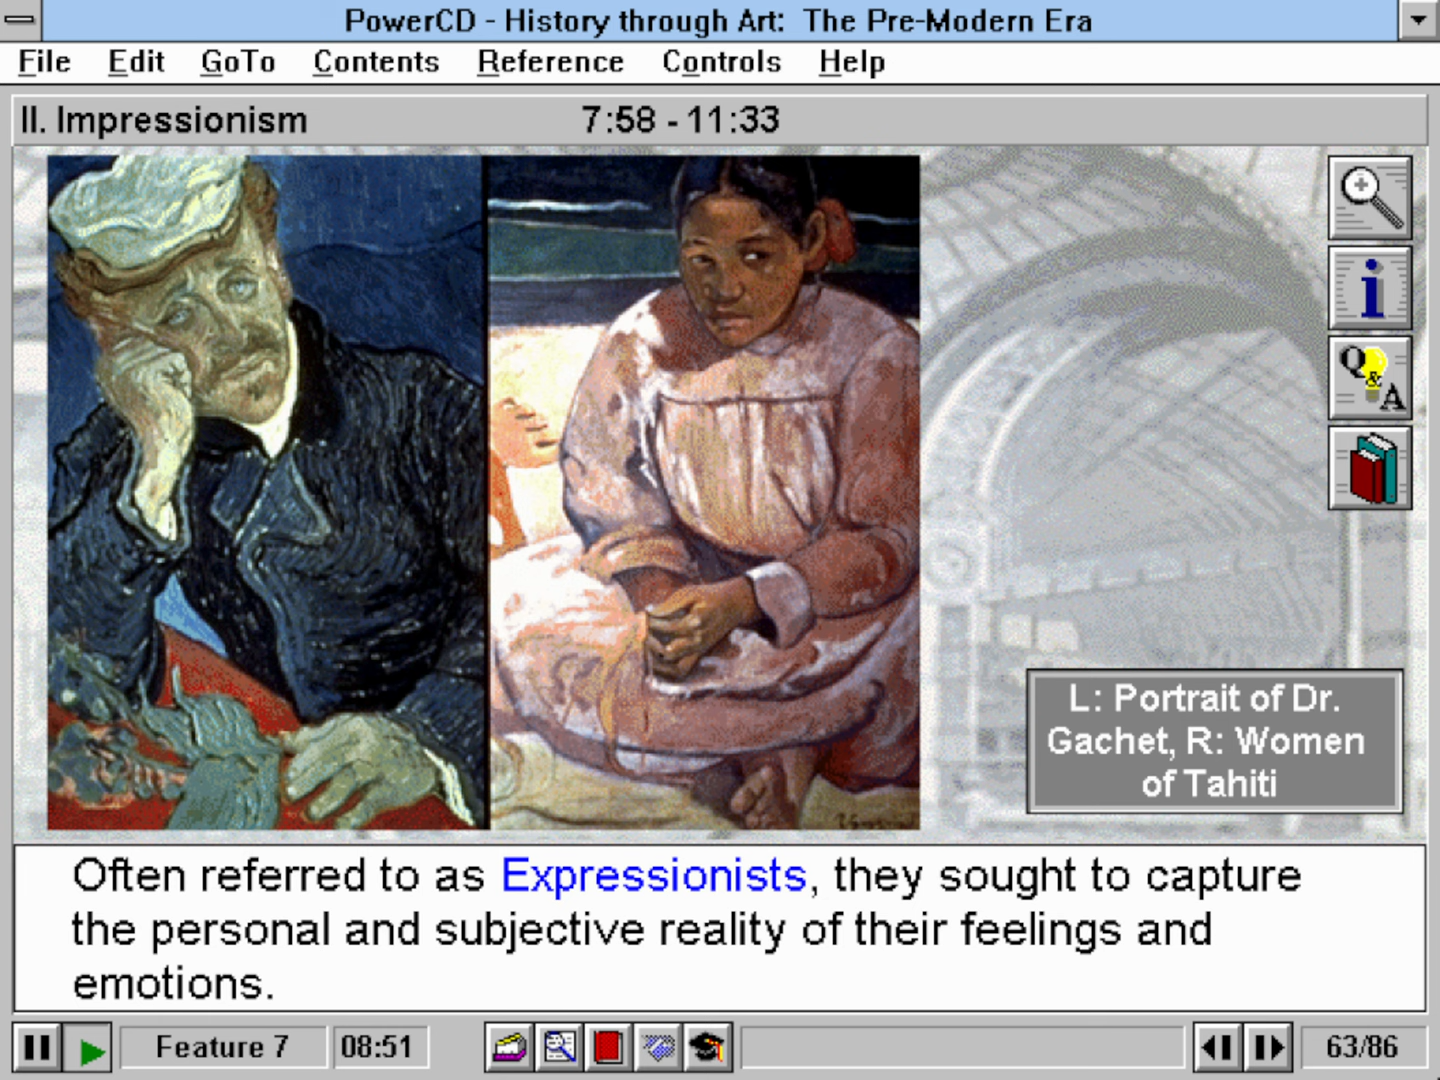 PowerCD - History through Art:  The Pre-Modern Era
File Edit GoTo Contents Reference Controls Help
II. Impressionism 7:58 - 11:33
i
Q & A
L: Portrait of Dr.
Gachet, R: Women
of Tahiti
Often referred to as Expressionists, they sought to capture
the personal and subjective reality of their feelings and
emotions.
Feature 7 08:51 63/86